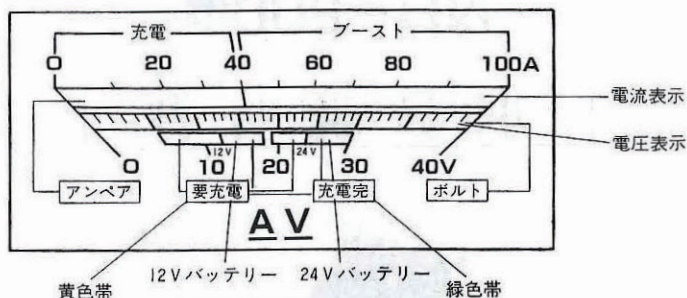 充電 ブースト
0 20 40 60 80 100A
電流表示
電圧表示
12V 24V
0 10 20 30 40V
アンペア 要充電 充電完 ボルト
A V
12Vバッテリー 24Vバッテリー
黄色帯 緑色帯